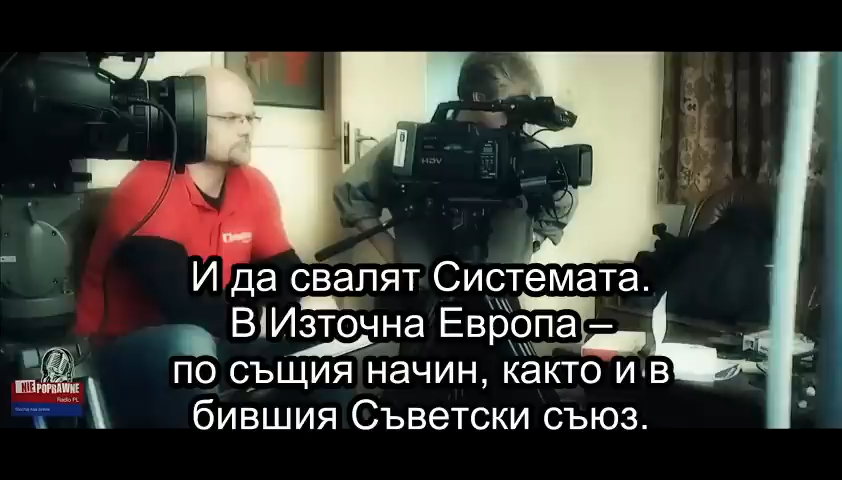 HDV
И да свалят Системата.
В Източна Европа –
по същия начин, както и в
бившия Съветски съюз.
NIE POPRAWNE
Radio PL